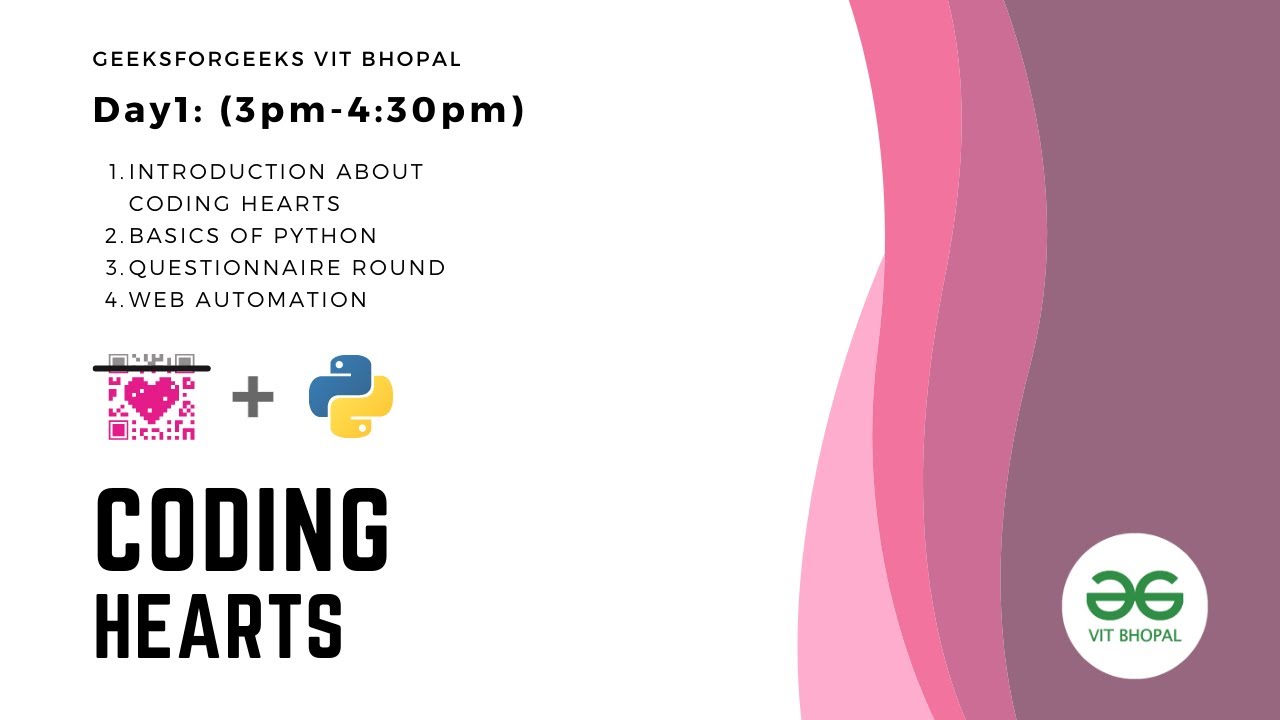 GEEKSFORGEEKS VIT BHOPAL
Day1: (3pm-4:30pm)
1. INTRODUCTION ABOUT
CODING HEARTS
2. BASICS OF PYTHON
3. QUESTIONNAIRE ROUND
4. WEB AUTOMATION
CODING
HEARTS
VIT BHOPAL